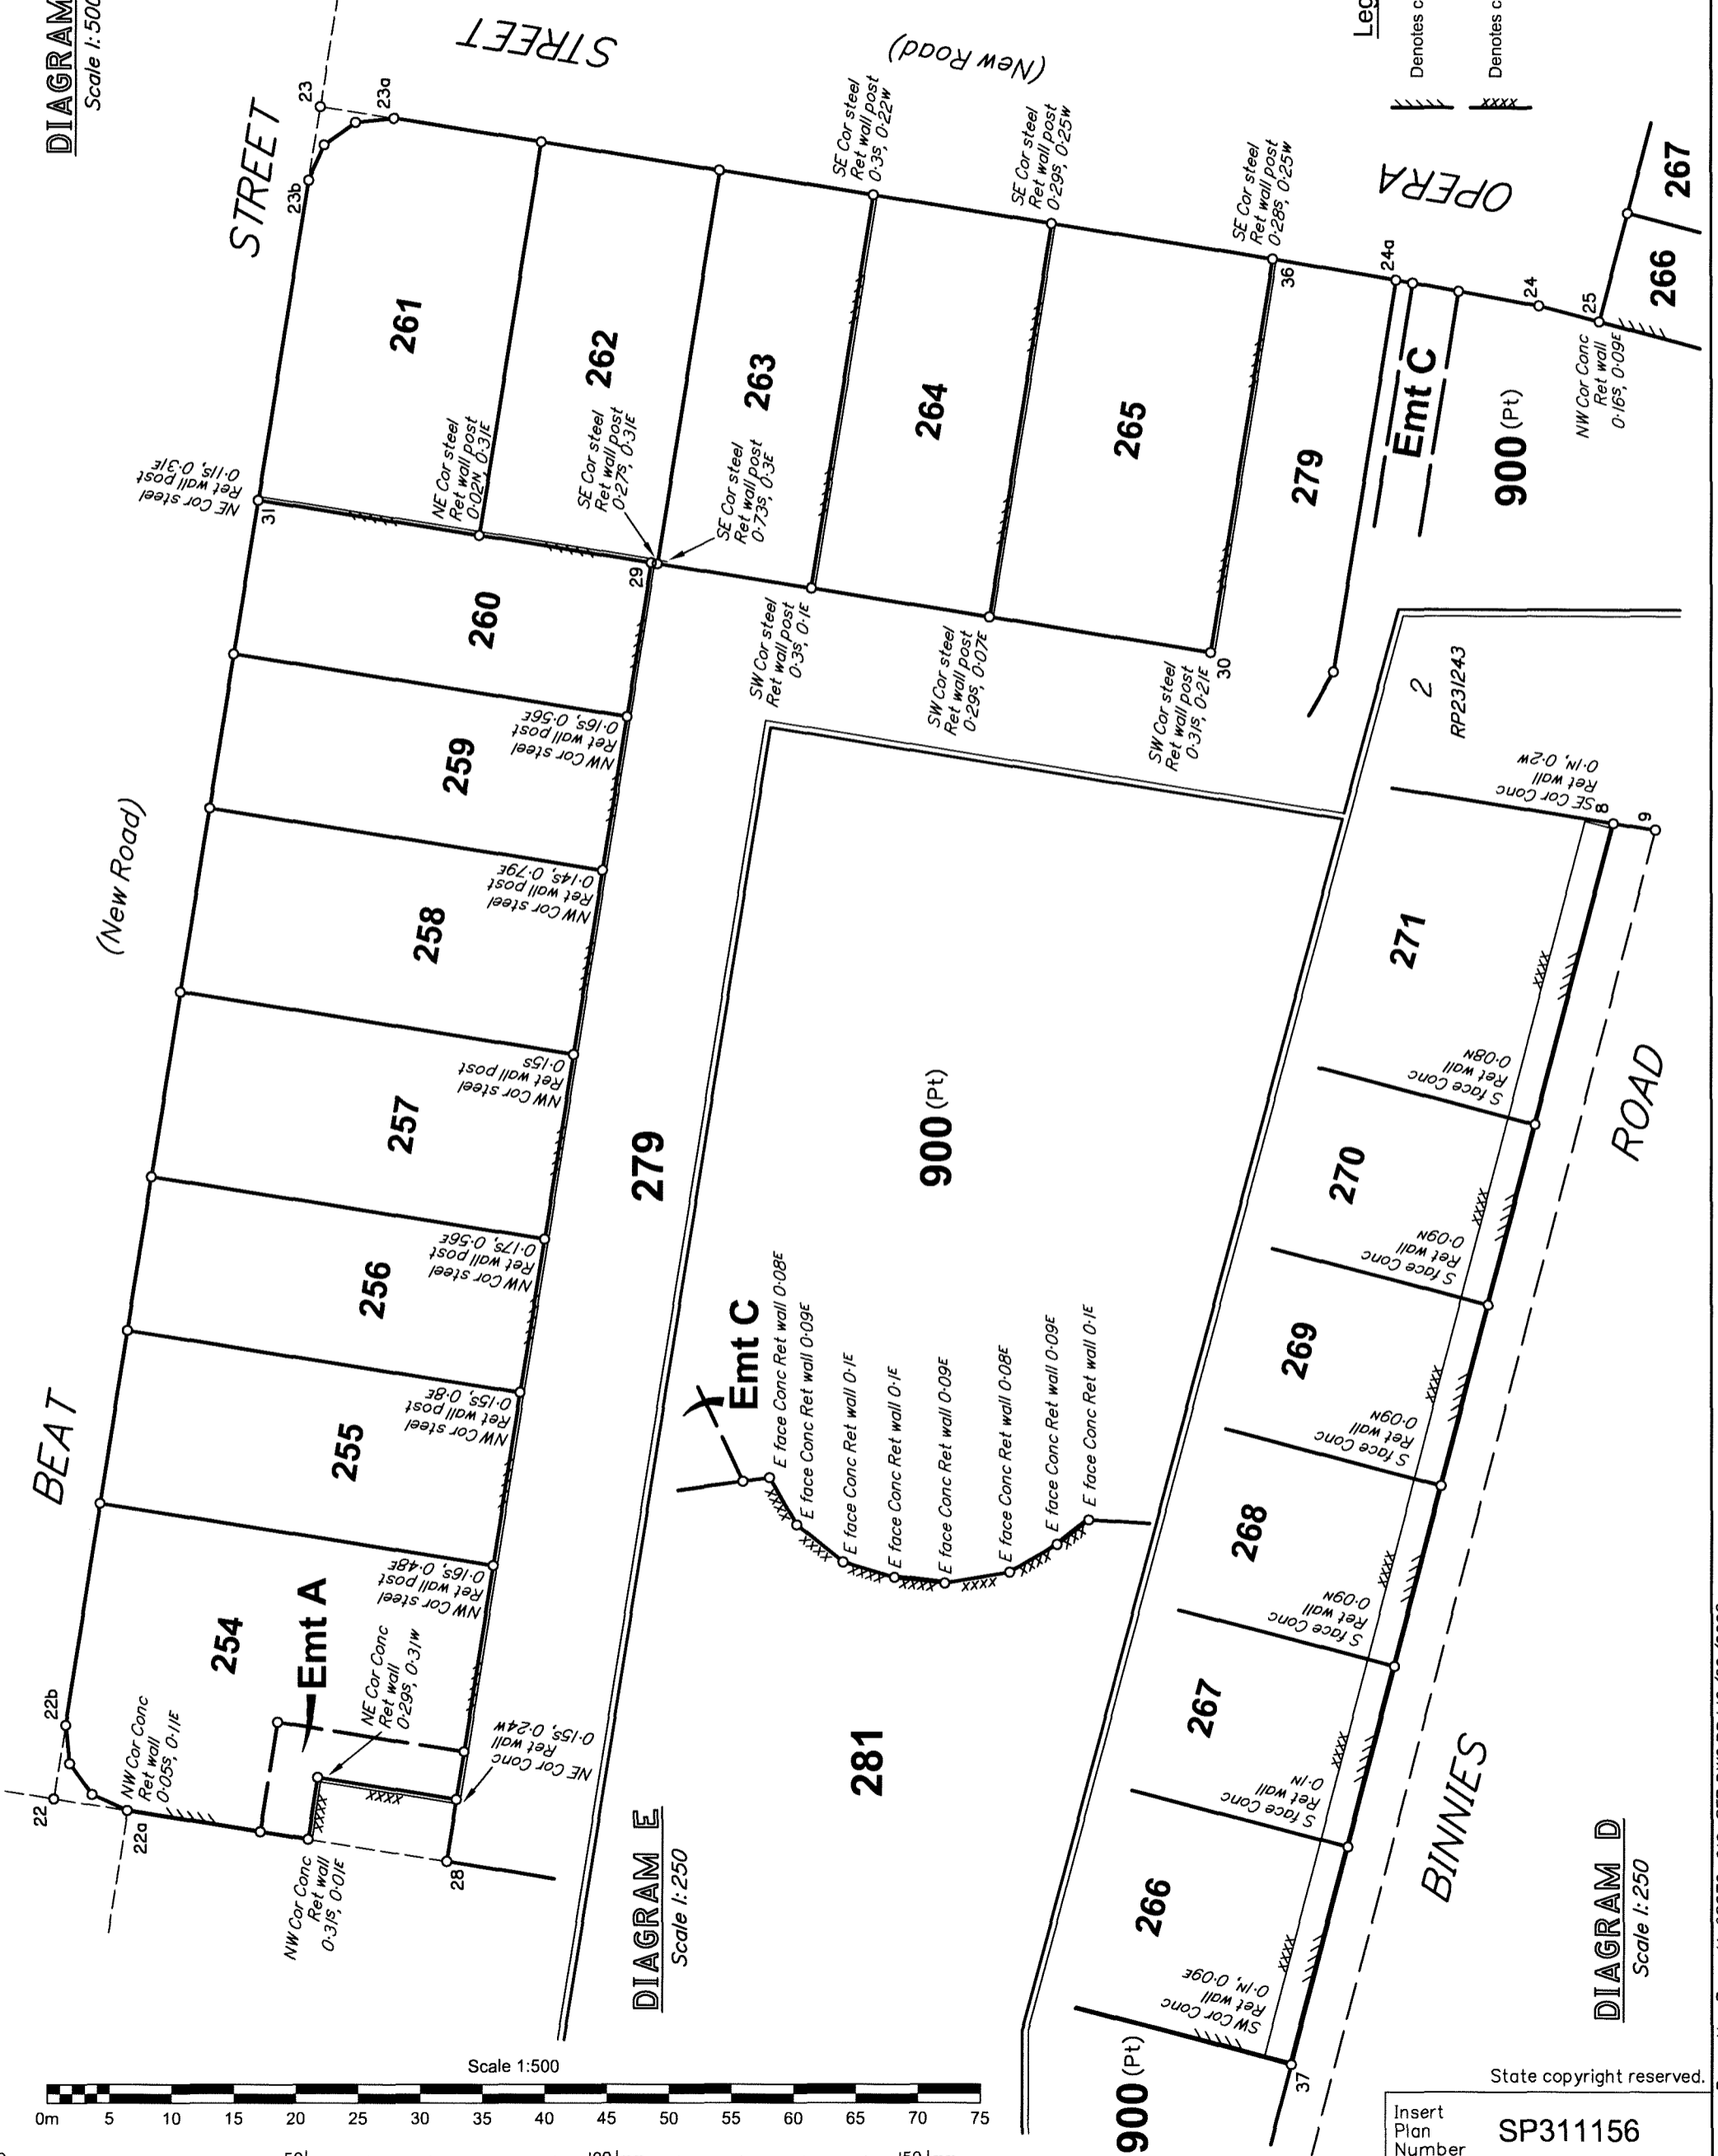 DIAGRAM
Scale 1:500
STREET
STREET
(New Road)
23
23a
23b
261
262
263
264
265
279
Emt C
900 (Pt)
OPERA
Leg
Denotes c
Denotes c
267
266
SE Cor steel
Ret wall post
0·3S, 0·22W
SE Cor steel
Ret wall post
0·29S, 0·25W
SE Cor steel
Ret wall post
0·28S, 0·25W
36
24a
24
25
NW Cor Conc
Ret wall
0·16S, 0·09E
NE Cor steel
Ret wall post
0·11S, 0·31E
31
NE Cor steel
Ret wall post
0·02N, 0·31E
SE Cor steel
Ret wall post
0·27S, 0·31E
SE Cor steel
Ret wall post
0·73S, 0·3E
29
SW Cor steel
Ret wall post
0·3S, 0·1E
SW Cor steel
Ret wall post
0·29S, 0·07E
SW Cor steel
Ret wall post
0·31S, 0·21E
30
(New Road)
BEAT
260
259
258
257
256
255
254
NW Cor steel
Ret wall post
0·16S, 0·56E
NW Cor steel
Ret wall post
0·14S, 0·79E
NW Cor steel
Ret wall post
0·15S
NW Cor steel
Ret wall post
0·17S, 0·56E
NW Cor steel
Ret wall post
0·15S, 0·8E
NW Cor steel
Ret wall post
0·16S, 0·48E
Emt A
NE Cor Conc
Ret wall
0·29S, 0·31W
NE Cor Conc
Ret wall
0·15S, 0·24W
22
22b
22a
NW Cor Conc
Ret wall
0·05S, 0·11E
NW Cor Conc
Ret wall
0·31S, 0·01E
28
279
900 (Pt)
281
Emt C
E face Conc Ret wall 0·08E
E face Conc Ret wall 0·09E
E face Conc Ret wall 0·1E
E face Conc Ret wall 0·1E
E face Conc Ret wall 0·09E
E face Conc Ret wall 0·08E
E face Conc Ret wall 0·09E
E face Conc Ret wall 0·1E
DIAGRAM E
Scale 1:250
2
RP231243
SE Cor Conc
Ret wall
0·1N, 0·2W
8
9
271
270
269
268
267
266
S face Conc
Ret wall
0·08N
S face Conc
Ret wall
0·09N
S face Conc
Ret wall
0·09N
S face Conc
Ret wall
0·09N
S face Conc
Ret wall
0·1N
SW Cor Conc
Ret wall
0·1N, 0·09E
37
900 (Pt)
BINNIES
ROAD
DIAGRAM D
Scale 1:250
Scale 1:500
0m 5 10 15 20 25 30 35 40 45 50 55 60 65 70 75
State copyright reserved.
Insert
Plan
Number
SP311156